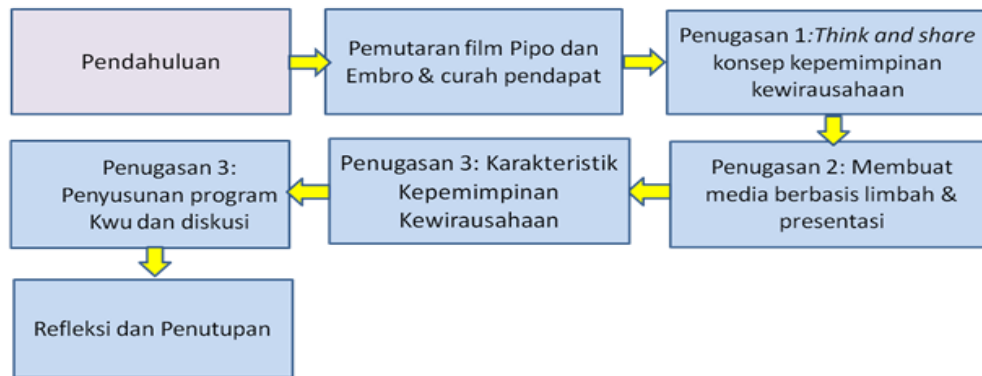 Pendahuluan
Pemutaran film Pipo dan
Embro & curah pendapat
Penugasan 1:Think and share
konsep kepemimpinan
kewirausahaan
Penugasan 2: Membuat
media berbasis limbah &
presentasi
Penugasan 3: Karakteristik
Kepemimpinan
Kewirausahaan
Penugasan 3:
Penyusunan program
Kwu dan diskusi
Refleksi dan Penutupan